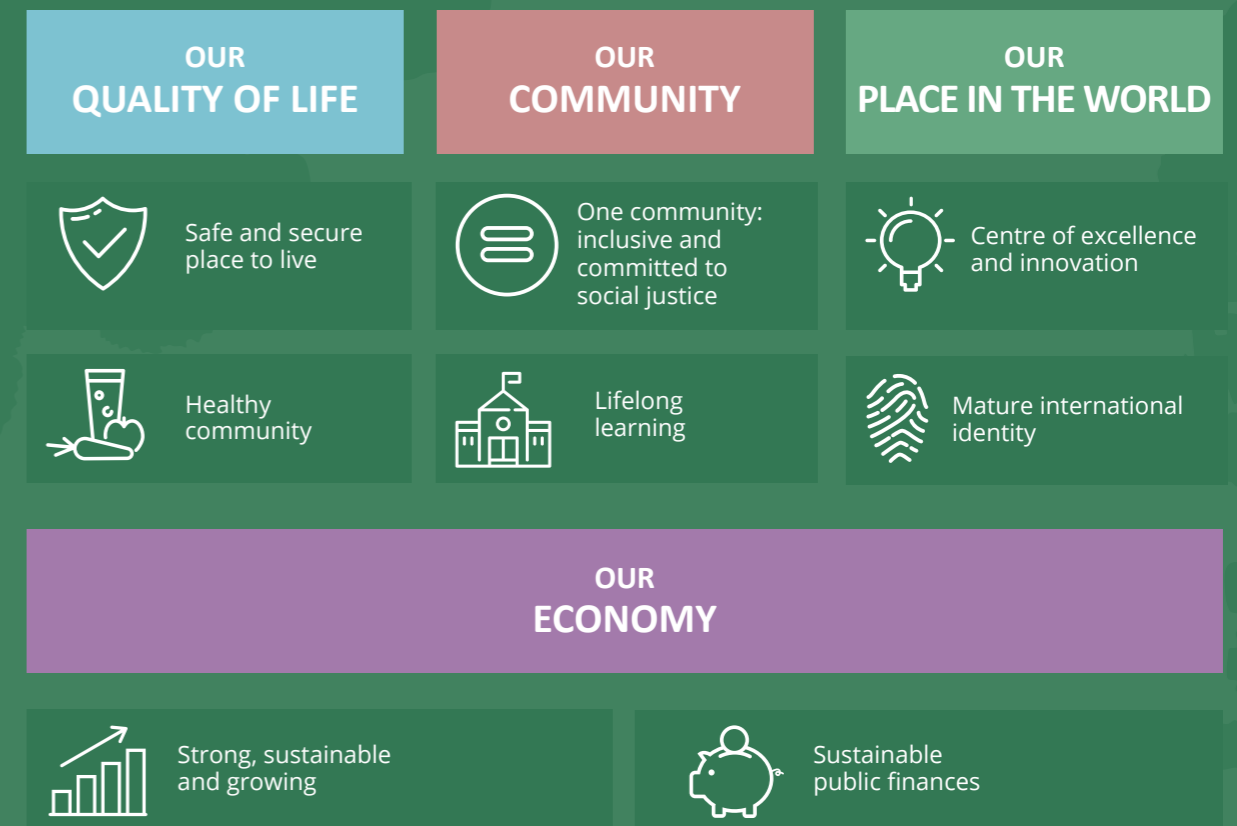 OUR
QUALITY OF LIFE
OUR
COMMUNITY
OUR
PLACE IN THE WORLD
Safe and secure
place to live
One community:
inclusive and
committed to
social justice
Centre of excellence
and innovation
Healthy
community
Lifelong
learning
Mature international
identity
OUR
ECONOMY
Strong, sustainable
and growing
Sustainable
public finances